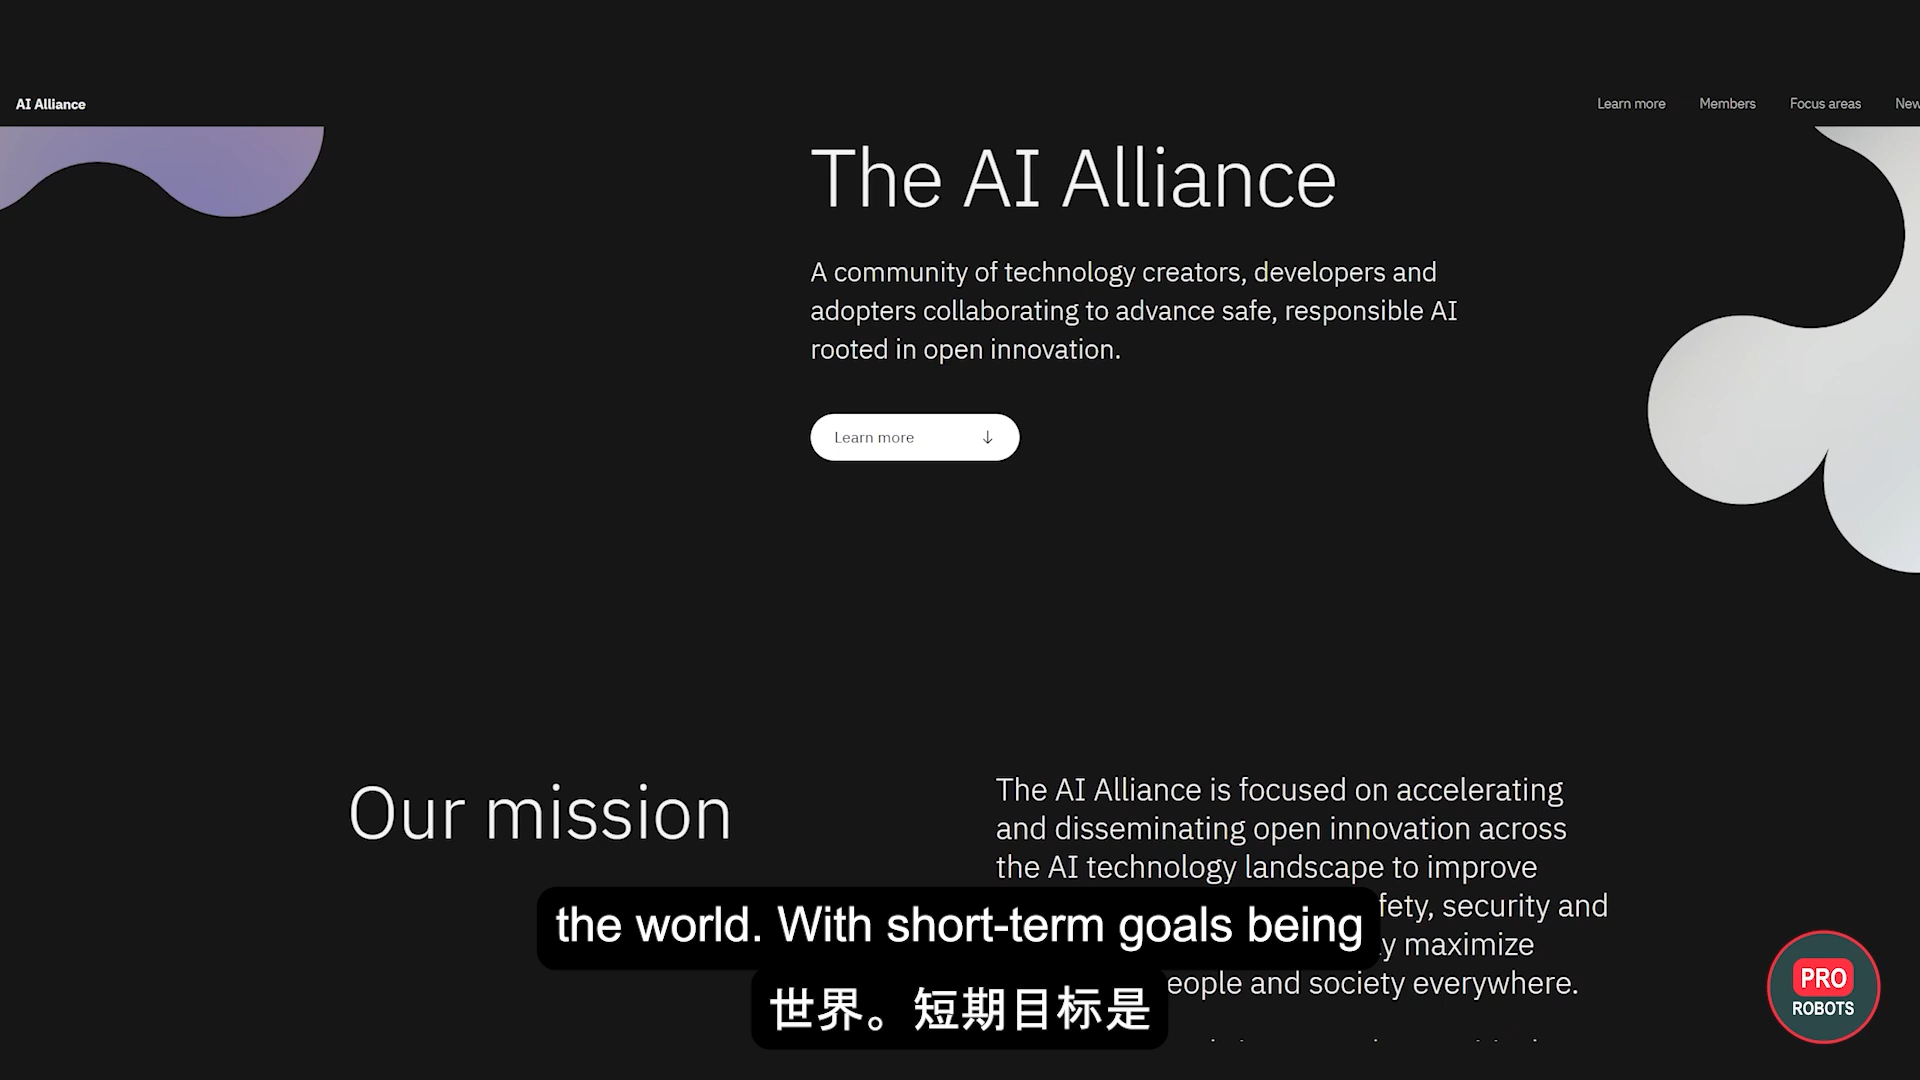 AI Alliance
Learn more
Members
Focus areas
The AI Alliance
A community of technology creators, developers and
adopters collaborating to advance safe, responsible AI
rooted in open innovation.
Learn more
Our mission
The AI Alliance is focused on accelerating
and disseminating open innovation across
the AI technology landscape to improve
security and
maximize
people and society everywhere.
the world. With short-term goals being
世界。短期目标是
PRO
ROBOTS